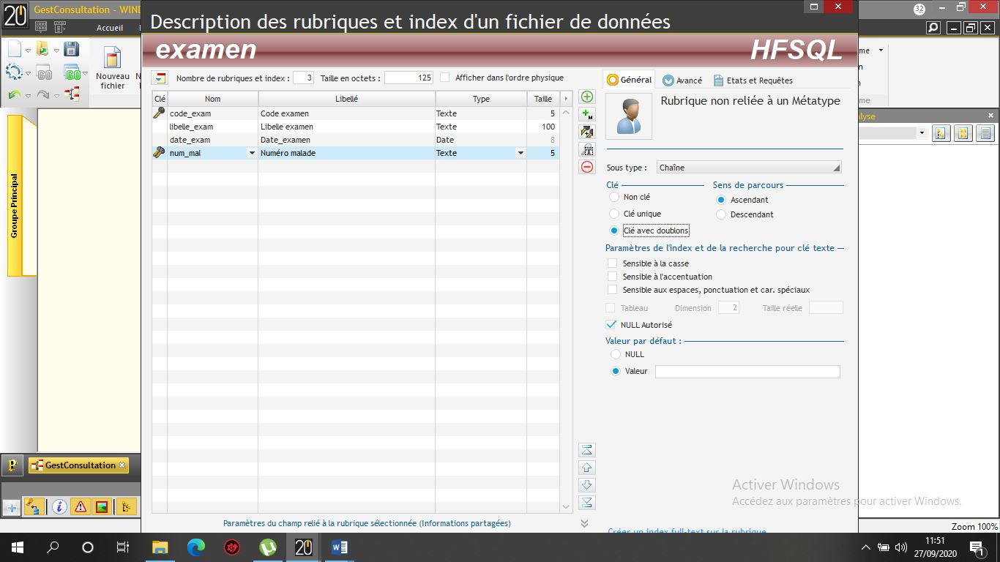 GestConsultation - WIN
Description des rubriques et index d'un fichier de données
32
20
Accueil
examen
HFSQL
Nouveau
fichier
Nombre de rubriques et index : 3 Taille en octets : 125 Afficher dans l'ordre physique
Général Avancé Etats et Requêtes
Clé Nom Libellé Type Taille
code_exam Code examen Texte 5
libelle_exam Libelle examen Texte 100
date_exam Date_examen Date 8
num_mal Numéro malade Texte 5
Rubrique non reliée à un Métatype
Sous type : Chaîne
Clé Sens de parcours
Non clé Ascendant
Clé unique Descendant
Clé avec doublons
Paramètres de l'index et de la recherche pour clé texte
Sensible à la casse
Sensible à l'accentuation
Sensible aux espaces, ponctuation et car. spéciaux
Tableau Dimension 2 Taille réelle
NULL Autorisé
Valeur par défaut :
NULL
Valeur
Groupe Principal
GestConsultation
Activer Windows
Accédez aux paramètres pour activer Windows.
Paramètres du champ relié à la rubrique sélectionnée (Informations partagées)
Créer un index full-text sur la rubrique
Zoom 100%
20
11:51
27/09/2020
1